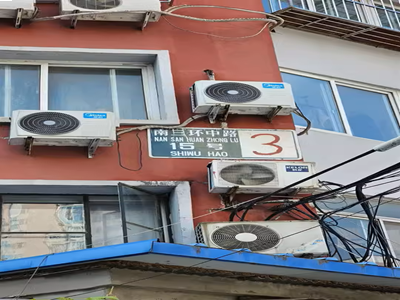 南三环中路
NAN SAN HUAN ZHONG LU
15号
SHIWU HAO
3